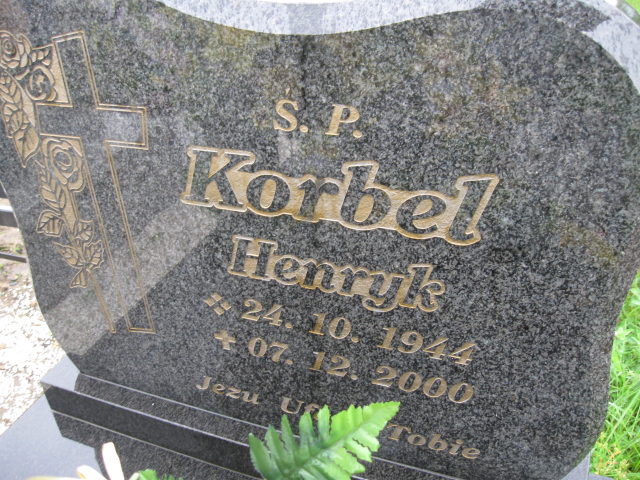 S. P.
Korbel
Henryk
24. 10. 1944
07. 12. 2000
Jezu Tobie